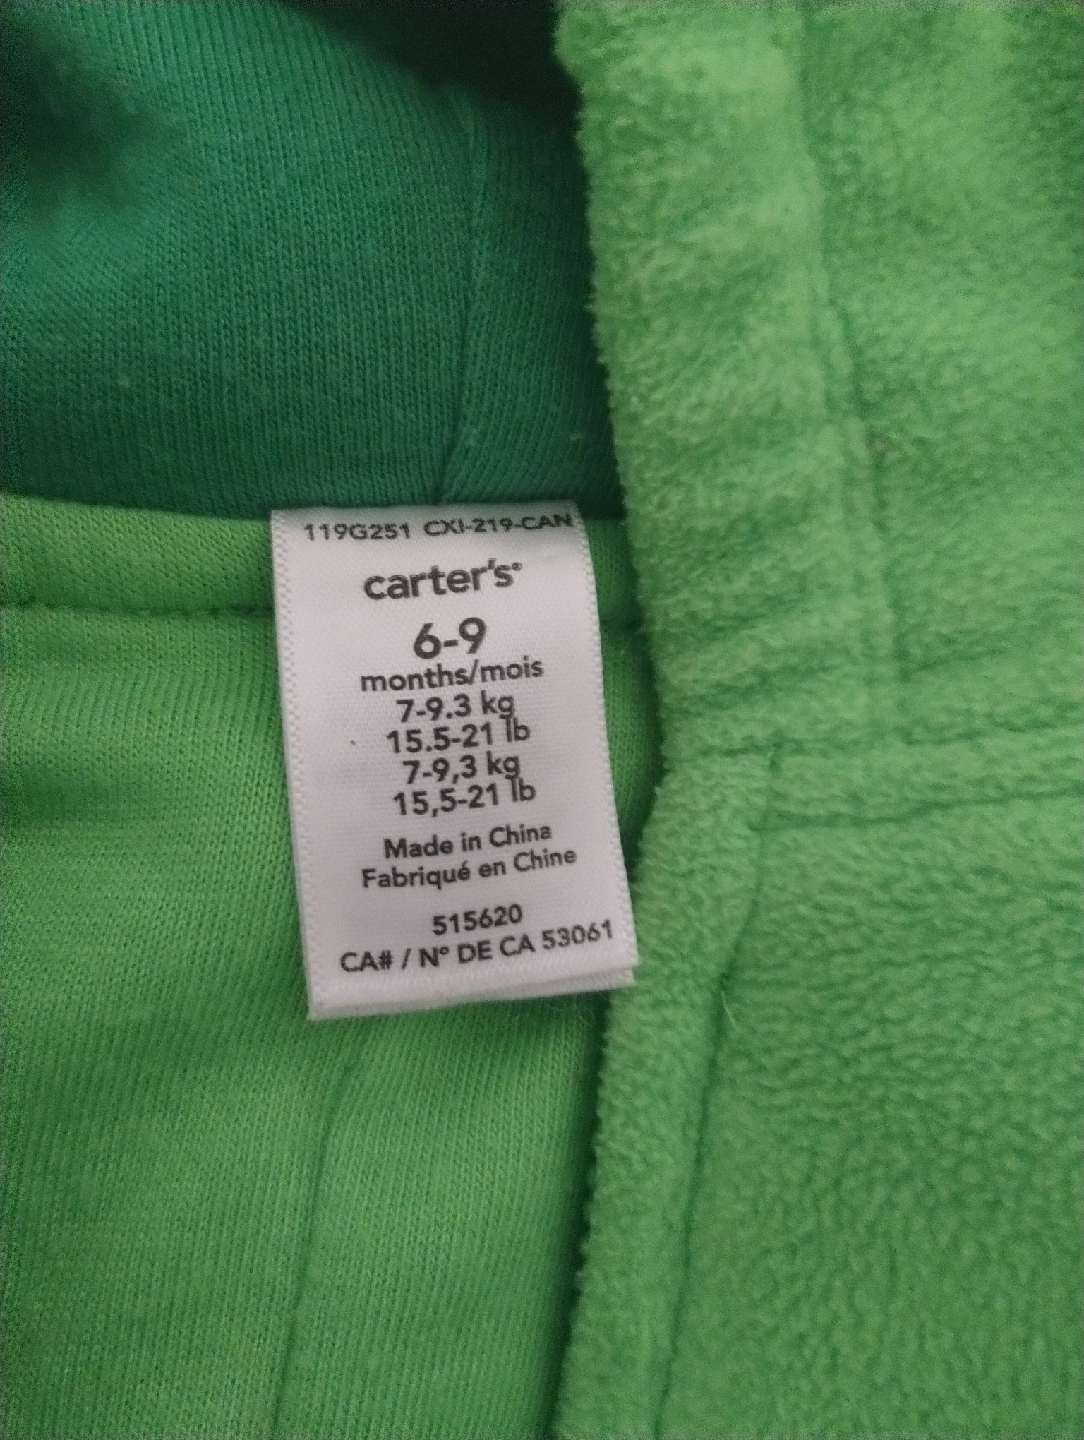 119G251 CXI-219-CAN
carter's®
6-9
months/mois
7-9.3 kg
15.5-21 lb
7-9,3 kg
15,5-21 lb
Made in China
Fabriqué en Chine
515620
CA# / N° DE CA 53061